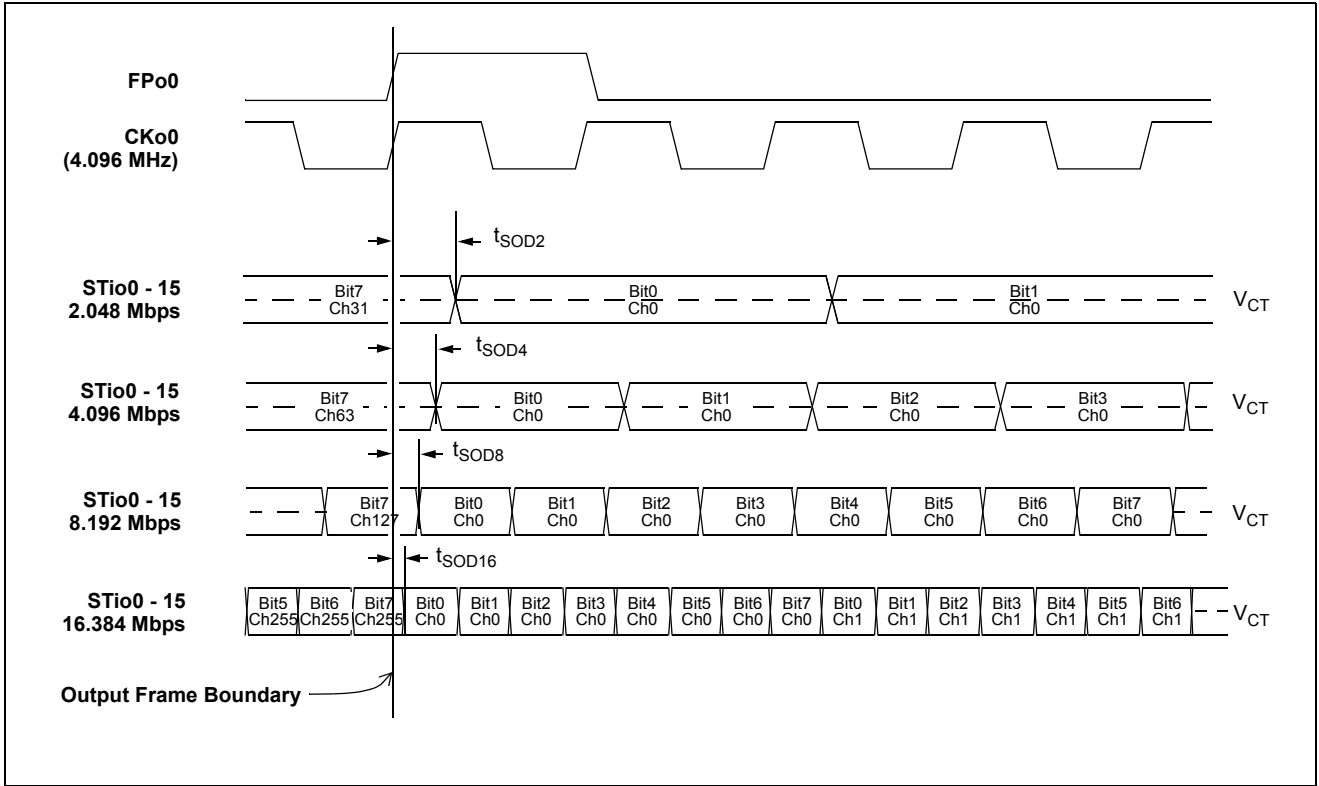 FPo0
CKo0
(4.096 MHz)
tSOD2
STio0 - 15
2.048 Mbps
Bit7
Ch31
Bit0
Ch0
Bit1
Ch0
VCT
tSOD4
STio0 - 15
4.096 Mbps
Bit7
Ch63
Bit0
Ch0
Bit1
Ch0
Bit2
Ch0
Bit3
Ch0
VCT
tSOD8
STio0 - 15
8.192 Mbps
Bit7
Ch127
Bit0
Ch0
Bit1
Ch0
Bit2
Ch0
Bit3
Ch0
Bit4
Ch0
Bit5
Ch0
Bit6
Ch0
Bit7
Ch0
VCT
tSOD16
STio0 - 15
16.384 Mbps
Bit5
Ch255
Bit6
Ch255
Bit7
Ch255
Bit0
Ch0
Bit1
Ch0
Bit2
Ch0
Bit3
Ch0
Bit4
Ch0
Bit5
Ch0
Bit6
Ch0
Bit7
Ch0
Bit0
Ch1
Bit1
Ch1
Bit2
Ch1
Bit3
Ch1
Bit4
Ch1
Bit5
Ch1
Bit6
Ch1
VCT
Output Frame Boundary